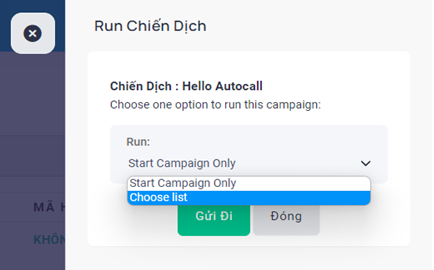 Run Chiến Dịch
Chiến Dịch : Hello Autocall
Choose one option to run this campaign:
Run:
Start Campaign Only
Start Campaign Only
Choose list
Gửi Đi
Đóng
MÃ
KHÔN